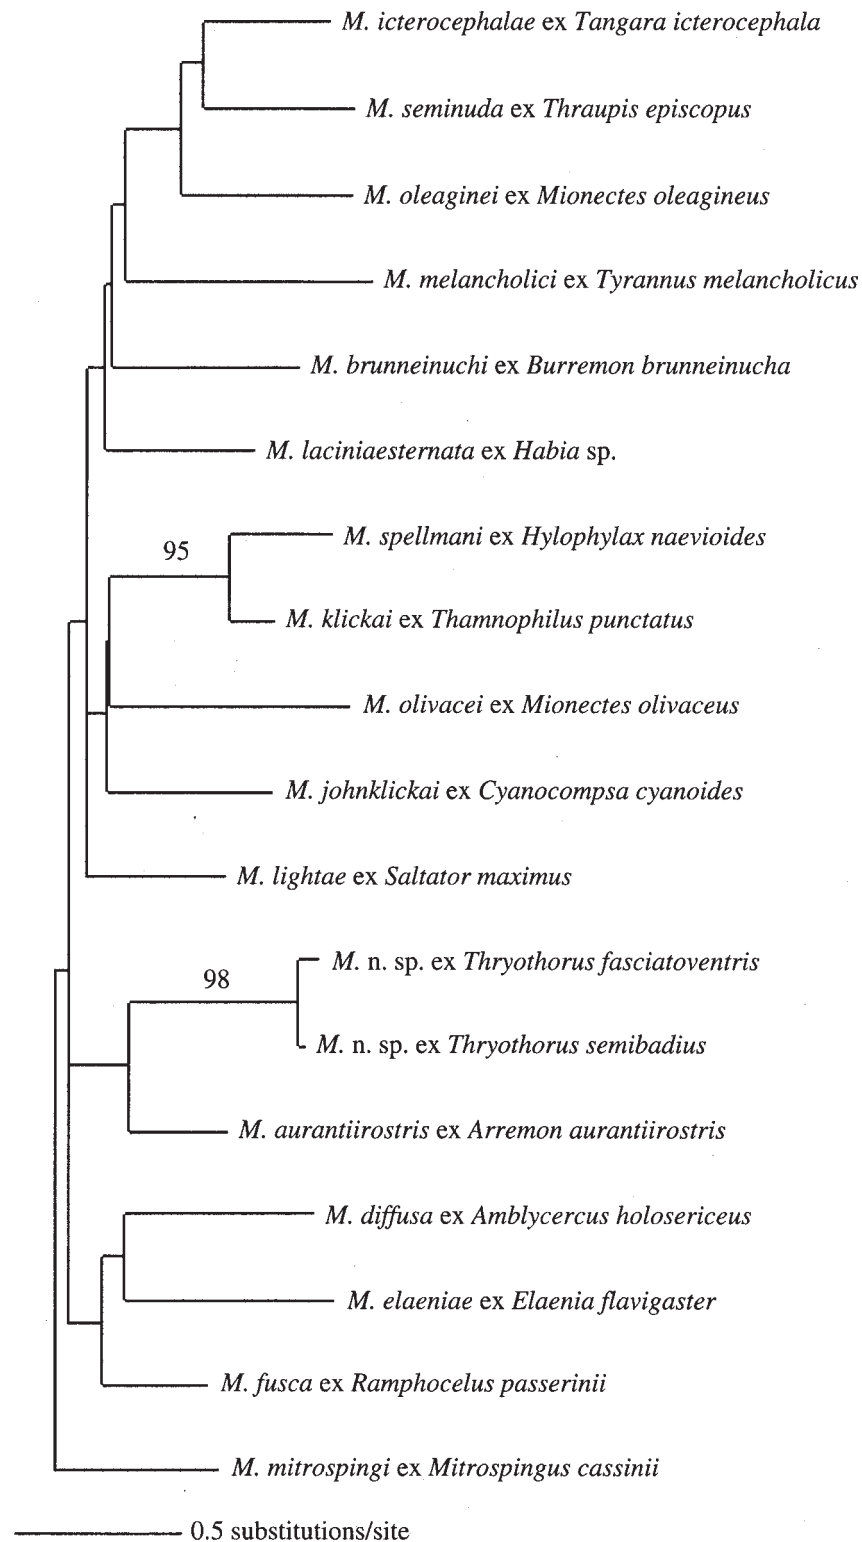 M. icterocephalae ex Tangara icterocephala
M. seminuda ex Thraupis episcopus
M. oleaginei ex Mionectes oleagineus
M. melancholici ex Tyrannus melancholicus
M. brunneinuchi ex Burremon brunneinucha
M. laciniaesternata ex Habia sp.
M. spellmani ex Hylophylax naevioides
95
M. klickai ex Thamnophilus punctatus
M. olivacei ex Mionectes olivaceus
M. johnklickai ex Cyanocompsa cyanoides
M. lightae ex Saltator maximus
M. n. sp. ex Thryothorus fasciatoventris
98
M. n. sp. ex Thryothorus semibadius
M. aurantiirostris ex Arremon aurantiirostris
M. diffusa ex Amblycercus holosericeus
M. elaeniae ex Elaenia flavigaster
M. fusca ex Ramphocelus passerinii
M. mitrospingi ex Mitrospingus cassinii
0.5 substitutions/site